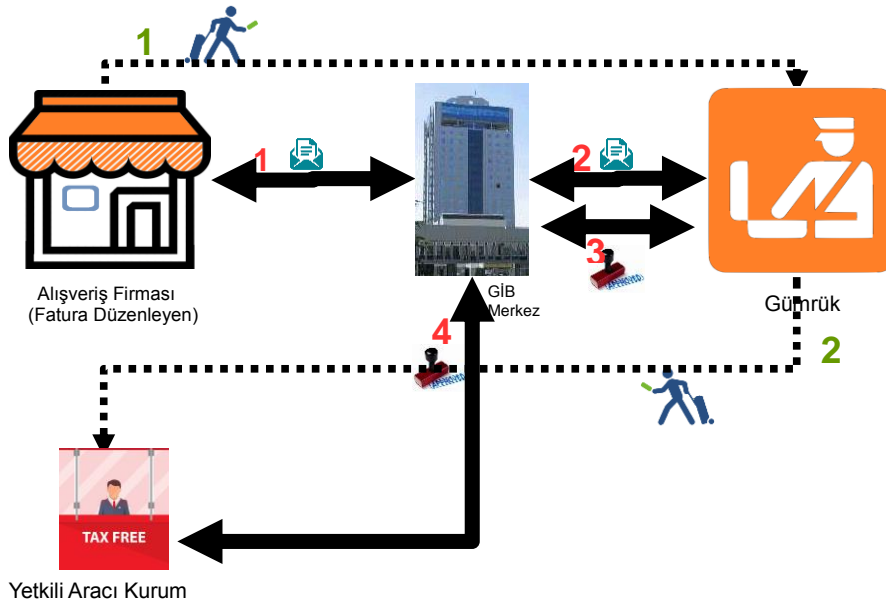 1
1
2
3
Alışveriş Firması
(Fatura Düzenleyen)
GİB
Merkez
Gümrük
4
2
TAX FREE
Yetkili Aracı Kurum